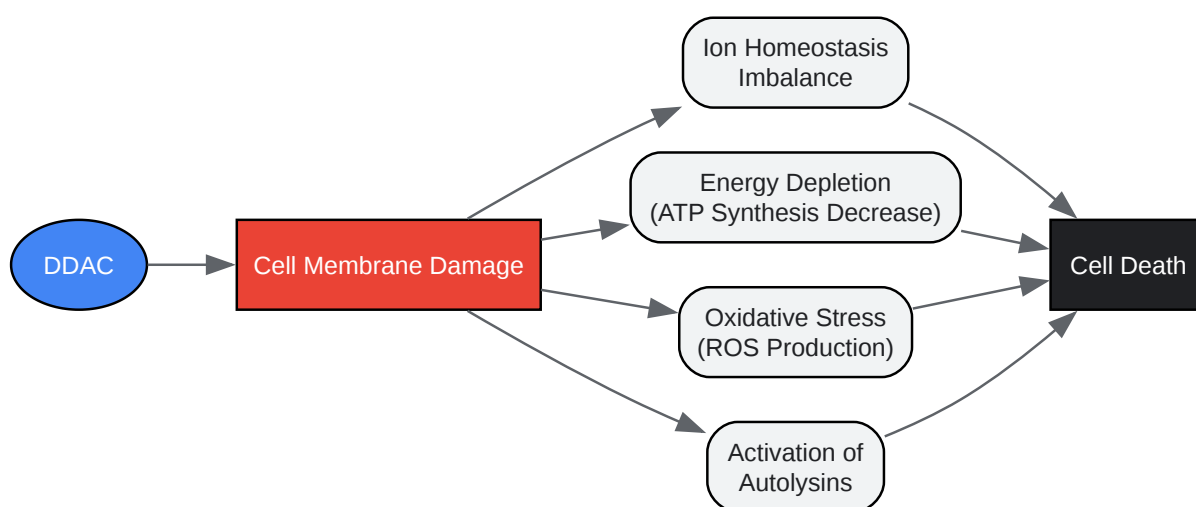 DDAC
Cell Membrane Damage
Ion Homeostasis
Imbalance
Energy Depletion
(ATP Synthesis Decrease)
Oxidative Stress
(ROS Production)
Activation of
Autolysins
Cell Death